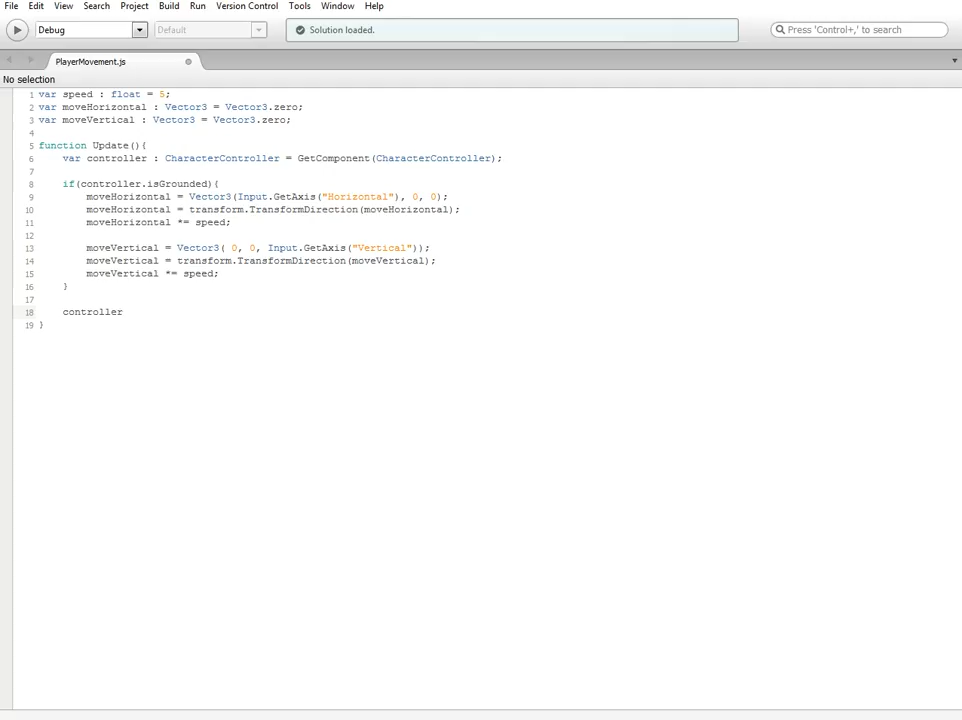 File Edit View Search Project Build Run Version Control Tools Window Help
Debug Default Solution loaded. Press 'Control+,' to search
PlayerMovement.js
No selection
1 var speed : float = 5;
2 var moveHorizontal : Vector3 = Vector3.zero;
3 var moveVertical : Vector3 = Vector3.zero;
4
5 function Update(){
6 var controller : CharacterController = GetComponent(CharacterController);
7
8 if(controller.isGrounded){
9 moveHorizontal = Vector3(Input.GetAxis("Horizontal"), 0, 0);
10 moveHorizontal = transform.TransformDirection(moveHorizontal);
11 moveHorizontal *= speed;
12
13 moveVertical = Vector3( 0, 0, Input.GetAxis("Vertical"));
14 moveVertical = transform.TransformDirection(moveVertical);
15 moveVertical *= speed;
16 }
17
18 controller
19 }